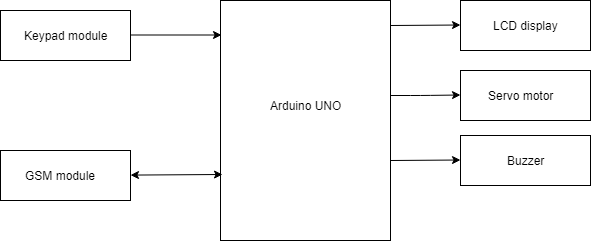 Keypad module
GSM module
Arduino UNO
LCD display
Servo motor
Buzzer